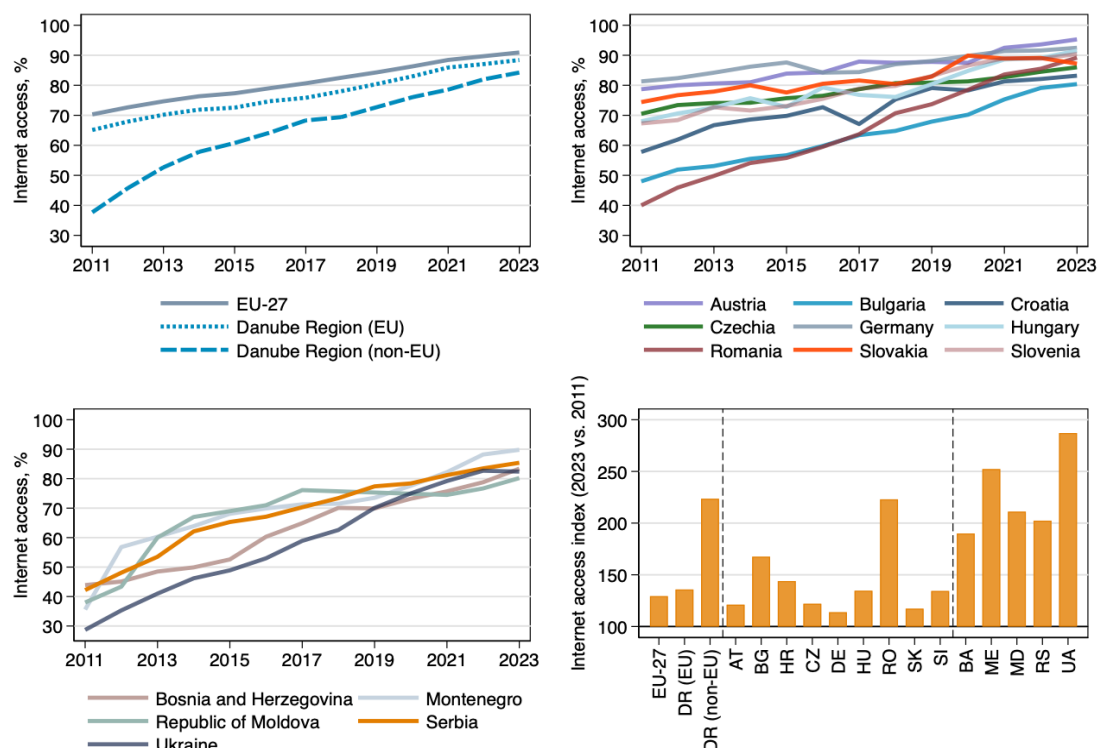 Internet access, %
100
90
80
70
60
50
40
30
2011 2013 2015 2017 2019 2021 2023
EU-27
Danube Region (EU)
Danube Region (non-EU)
Internet access, %
100
90
80
70
60
50
40
30
2011 2013 2015 2017 2019 2021 2023
Austria Bulgaria Croatia
Czechia Germany Hungary
Romania Slovakia Slovenia
Internet access, %
100
90
80
70
60
50
40
30
2011 2013 2015 2017 2019 2021 2023
Bosnia and Herzegovina Montenegro
Republic of Moldova Serbia
Ukraine
Internet access index (2023 vs. 2011)
300
250
200
150
100
EU-27 DR (EU) DR (non-EU) AT BG HR CZ DE HU RO SK SI BA ME MD RS UA